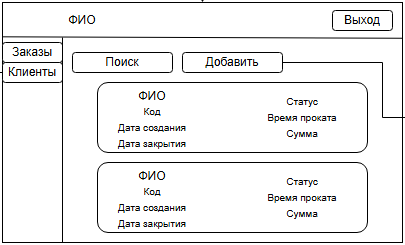 ФИО
Выход
Заказы
Клиенты
Поиск
Добавить
ФИО
Код
Дата создания
Дата закрытия
Статус
Время проката
Сумма
ФИО
Код
Дата создания
Дата закрытия
Статус
Время проката
Сумма